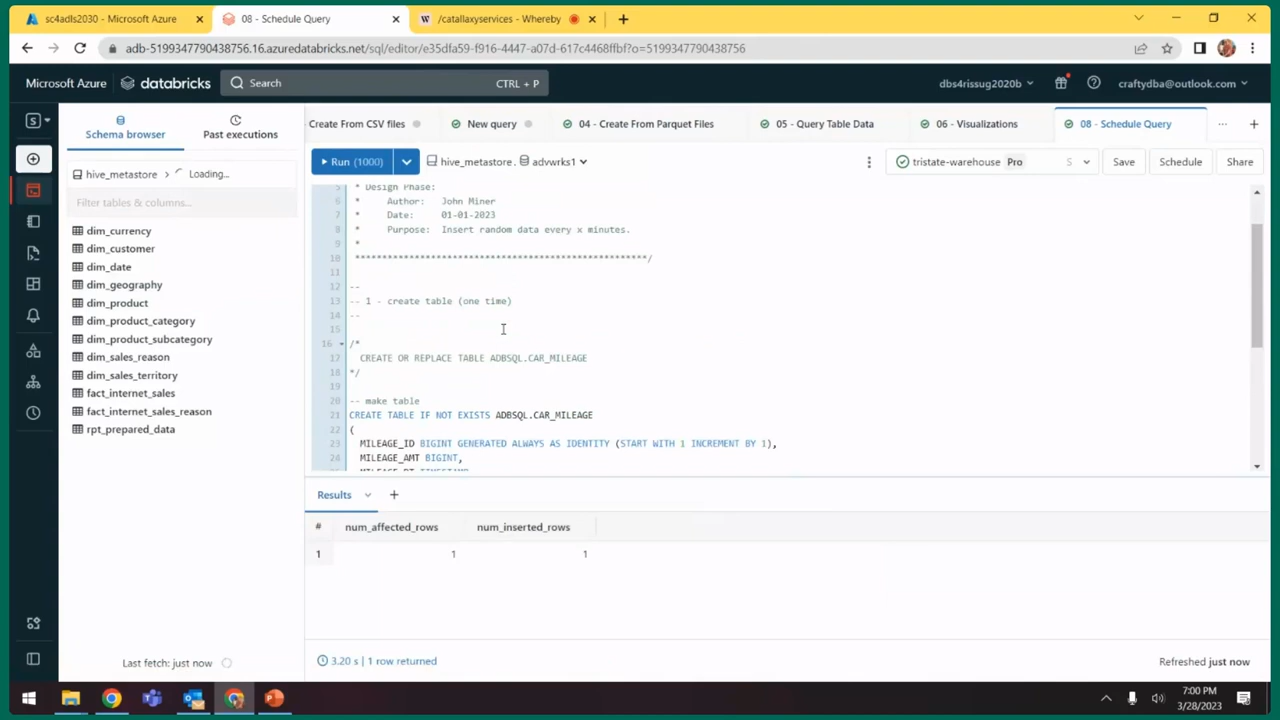 sc4adls2030 - Microsoft Azure
08 - Schedule Query
/catallaxyservices - Whereby
adb-5199347790438756.16.azuredatabricks.net/sql/editor/e35dfa59-f916-4447-a07d-617c4468ffbf?o=5199347790438756
Microsoft Azure databricks Search CTRL + P dbs4rissug2020b craftydba@outlook.com
Schema browser Past executions
Create From CSV files New query 04 - Create From Parquet Files 05 - Query Table Data 06 - Visualizations 08 - Schedule Query
S
hive_metastore Loading...
Run (1000) hive_metastore . advwrks1 tristate-warehouse Pro S Save Schedule Share
Filter tables & columns...
dim_currency
dim_customer
dim_date
dim_geography
dim_product
dim_product_category
dim_product_subcategory
dim_sales_reason
dim_sales_territory
fact_internet_sales
fact_internet_sales_reason
rpt_prepared_data
Last fetch: just now
5 * Design Phase:
6 * Author: John Miner
7 * Date: 01-01-2023
8 * Purpose: Insert random data every x minutes.
9 *
10 ******************************************************/
11
12 --
13 -- 1 - create table (one time)
14 --
15
16 /*
17 CREATE OR REPLACE TABLE ADBSQL.CAR_MILEAGE
18 */
19
20 -- make table
21 CREATE TABLE IF NOT EXISTS ADBSQL.CAR_MILEAGE
22 (
23 MILEAGE_ID BIGINT GENERATED ALWAYS AS IDENTITY (START WITH 1 INCREMENT BY 1),
24 MILEAGE_AMT BIGINT,
Results
# num_affected_rows num_inserted_rows
1 1 1
3.20 s | 1 row returned
Refreshed just now
7:00 PM
3/28/2023